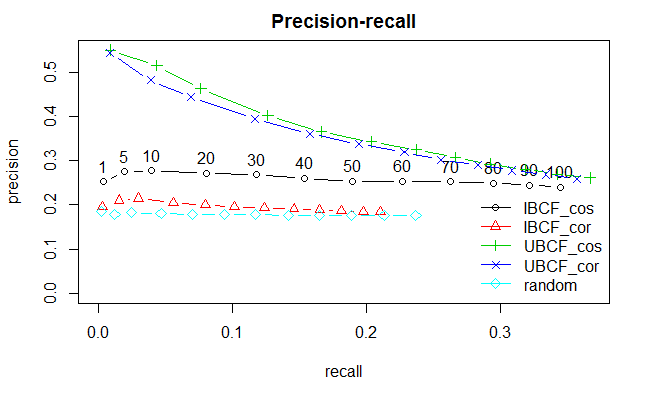 Precision-recall
precision
0.5
0.4
0.3
0.2
0.1
0.0
1 5 10 20 30 40 50 60 70 80 90 100
IBCF_cos
IBCF_cor
UBCF_cos
UBCF_cor
random
0.0 0.1 0.2 0.3
recall